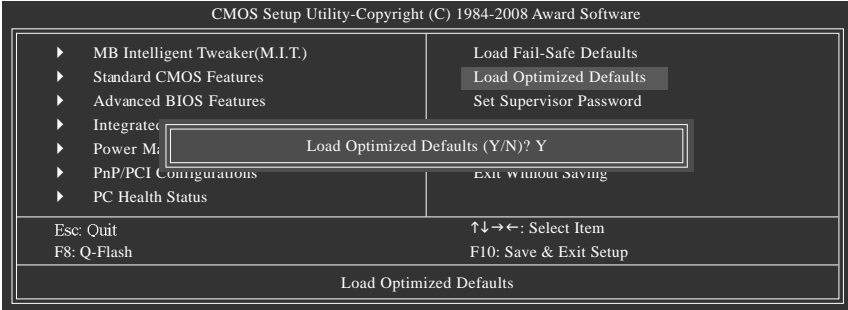 CMOS Setup Utility-Copyright (C) 1984-2008 Award Software
MB Intelligent Tweaker(M.I.T.)
Standard CMOS Features
Advanced BIOS Features
Integrated
Power Ma
PnP/PCI Configurations
PC Health Status
Load Fail-Safe Defaults
Load Optimized Defaults
Set Supervisor Password
Exit Without Saving
Load Optimized Defaults (Y/N)? Y
Esc: Quit
↑↓→←: Select Item
F8: Q-Flash
F10: Save & Exit Setup
Load Optimized Defaults